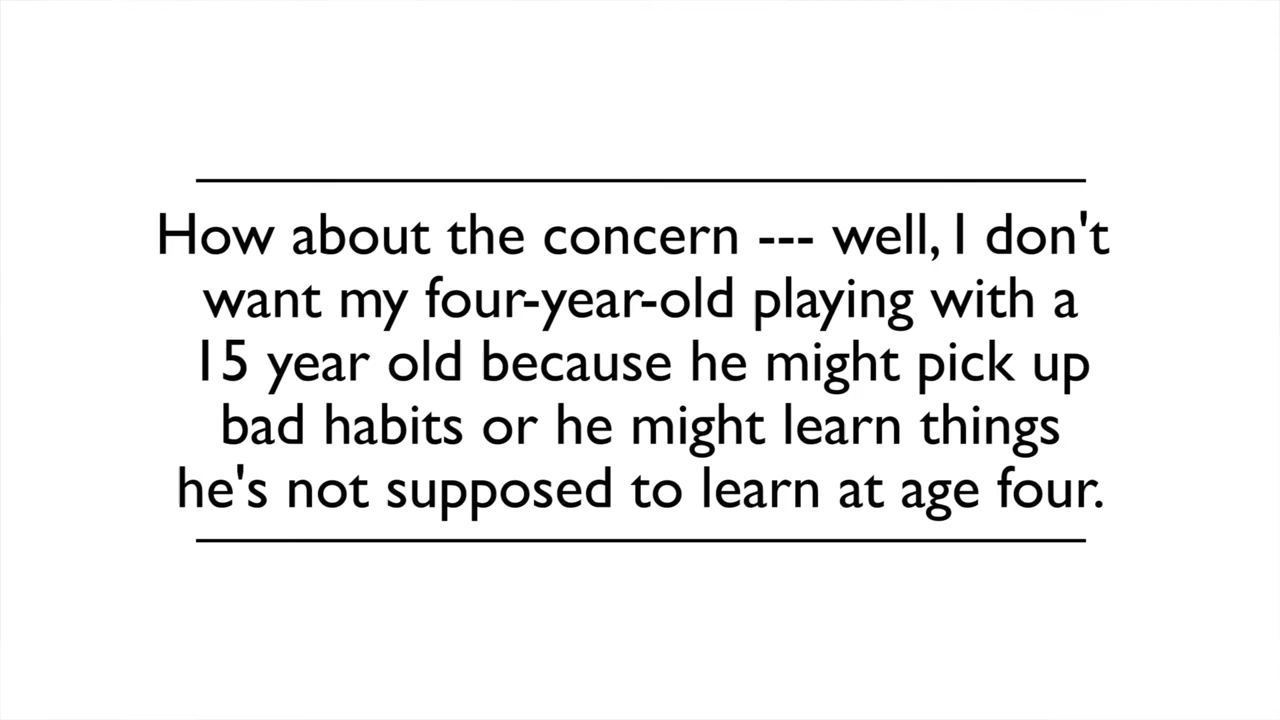 How about the concern --- well, I don't
want my four-year-old playing with a
15 year old because he might pick up
bad habits or he might learn things
he's not supposed to learn at age four.